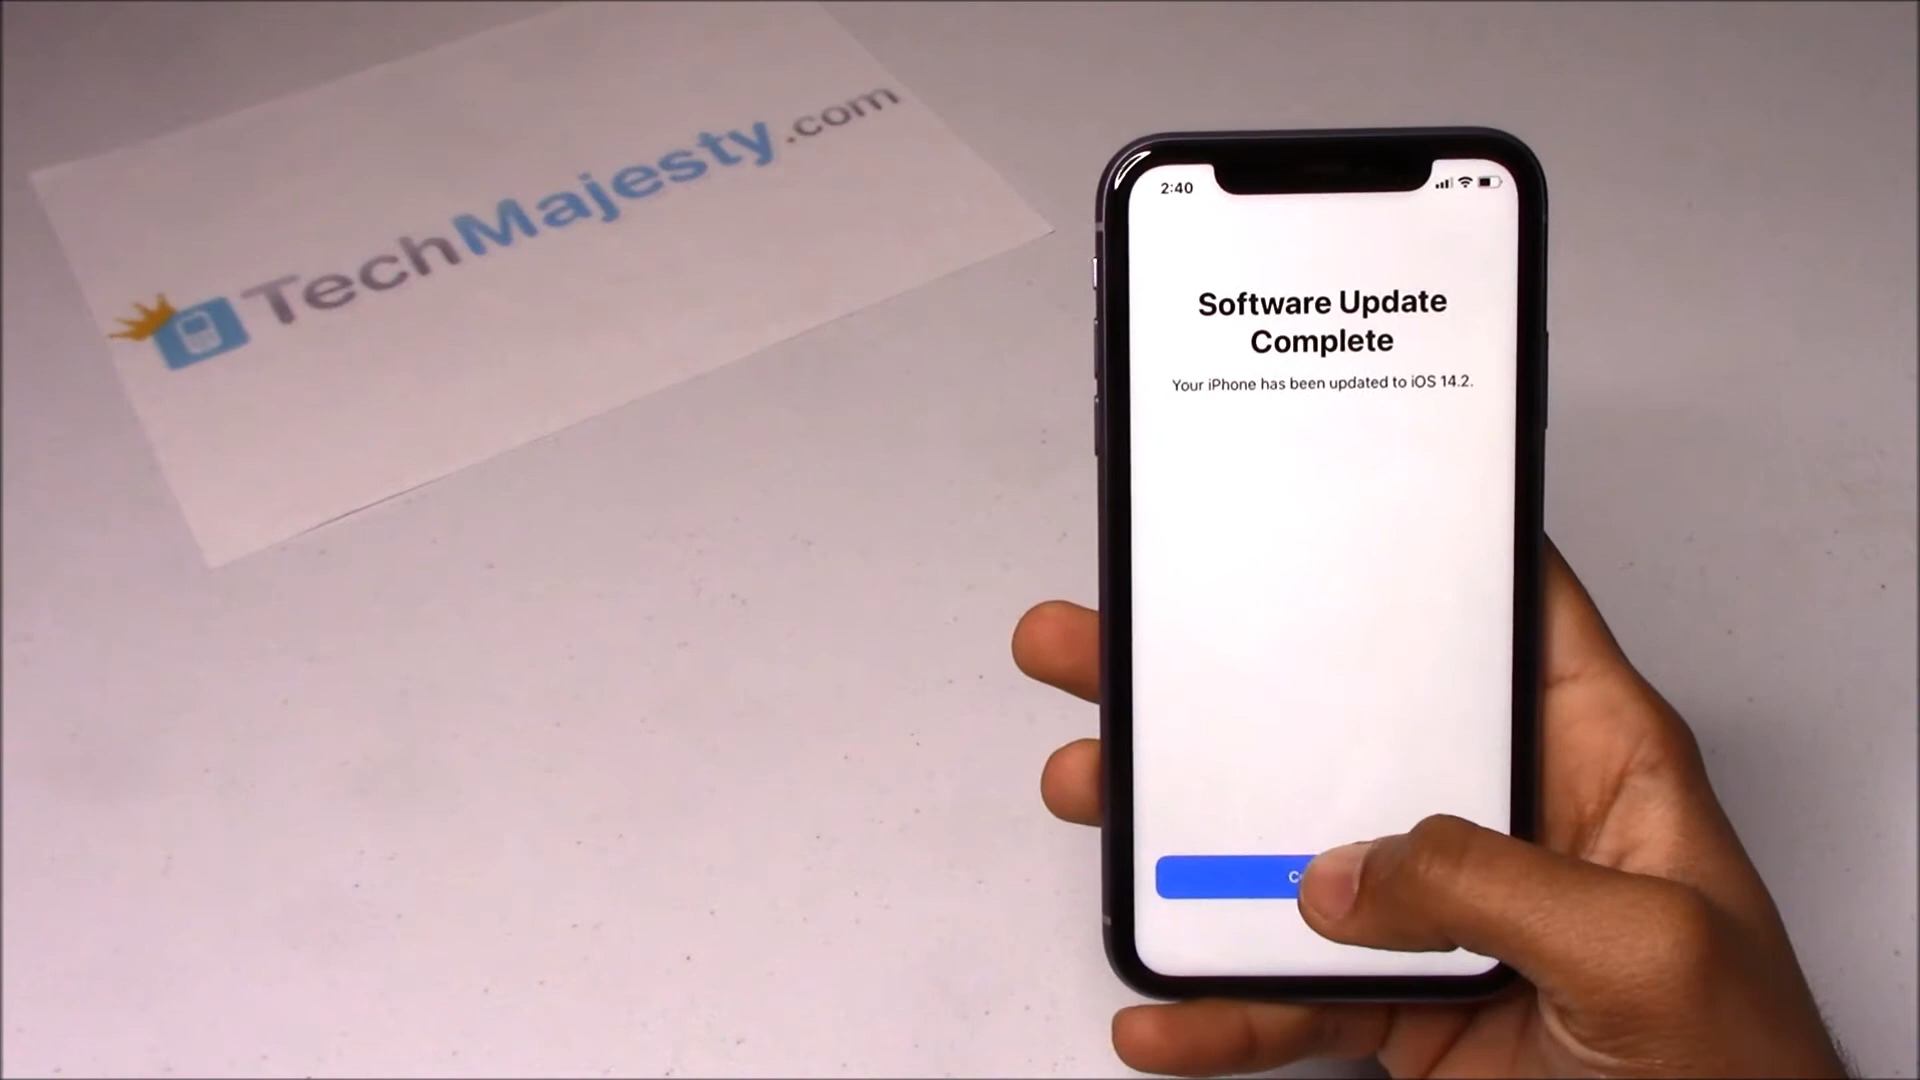 TechMajesty.com
2:40
Software Update
Complete
Your iPhone has been updated to iOS 14.2.